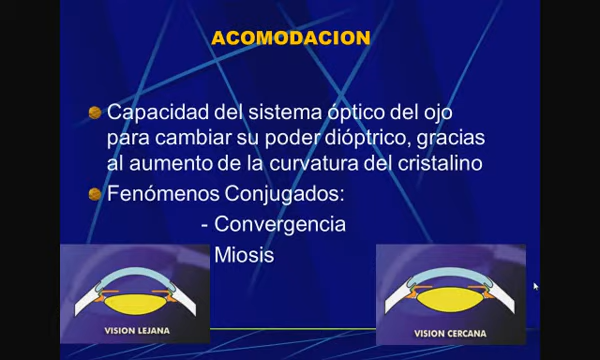 ACOMODACION
Capacidad del sistema óptico del ojo
para cambiar su poder dióptrico, gracias
al aumento de la curvatura del cristalino
Fenómenos Conjugados:
- Convergencia
Miosis
VISION LEJANA
VISION CERCANA